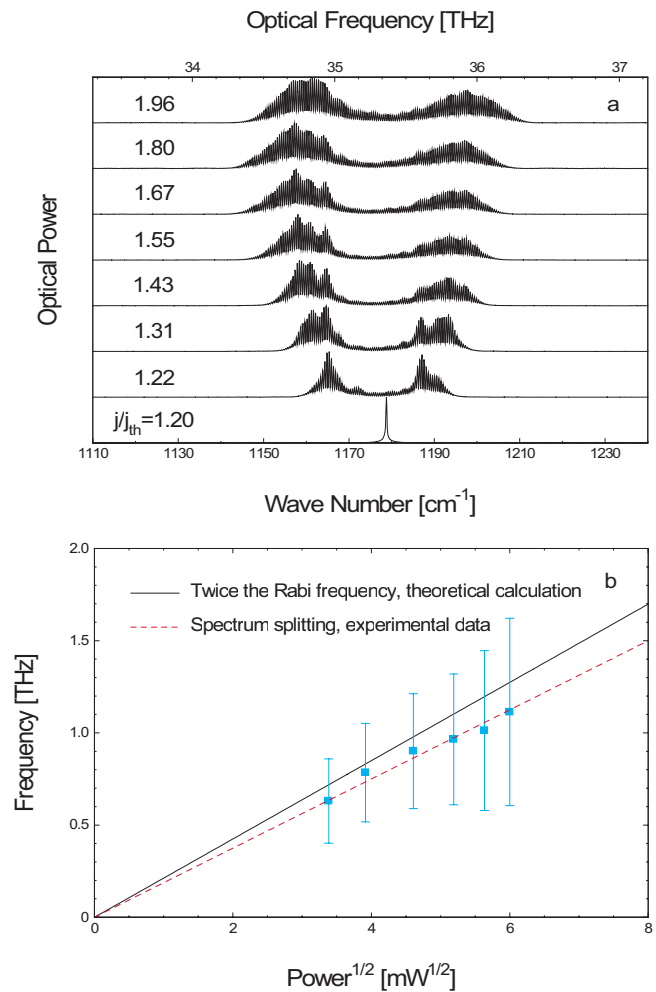 Optical Frequency [THz]
34 35 36 37
1.96 a
1.80
1.67
1.55
1.43
1.31
1.22
j/jth=1.20
Optical Power
1110 1130 1150 1170 1190 1210 1230
Wave Number [cm-1]
2.0
1.5
1.0
0.5
0
b
Twice the Rabi frequency, theoretical calculation
Spectrum splitting, experimental data
Frequency [THz]
0 2 4 6 8
Power1/2 [mW1/2]